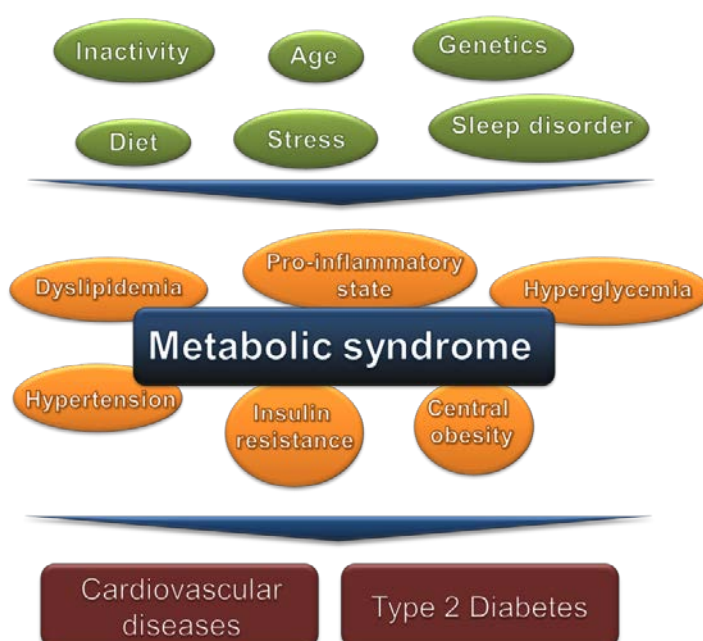 Inactivity
Age
Genetics
Diet
Stress
Sleep disorder
Dyslipidemia
Pro-inflammatory
state
Hyperglycemia
Metabolic syndrome
Hypertension
Insulin
resistance
Central
obesity
Cardiovascular
diseases
Type 2 Diabetes